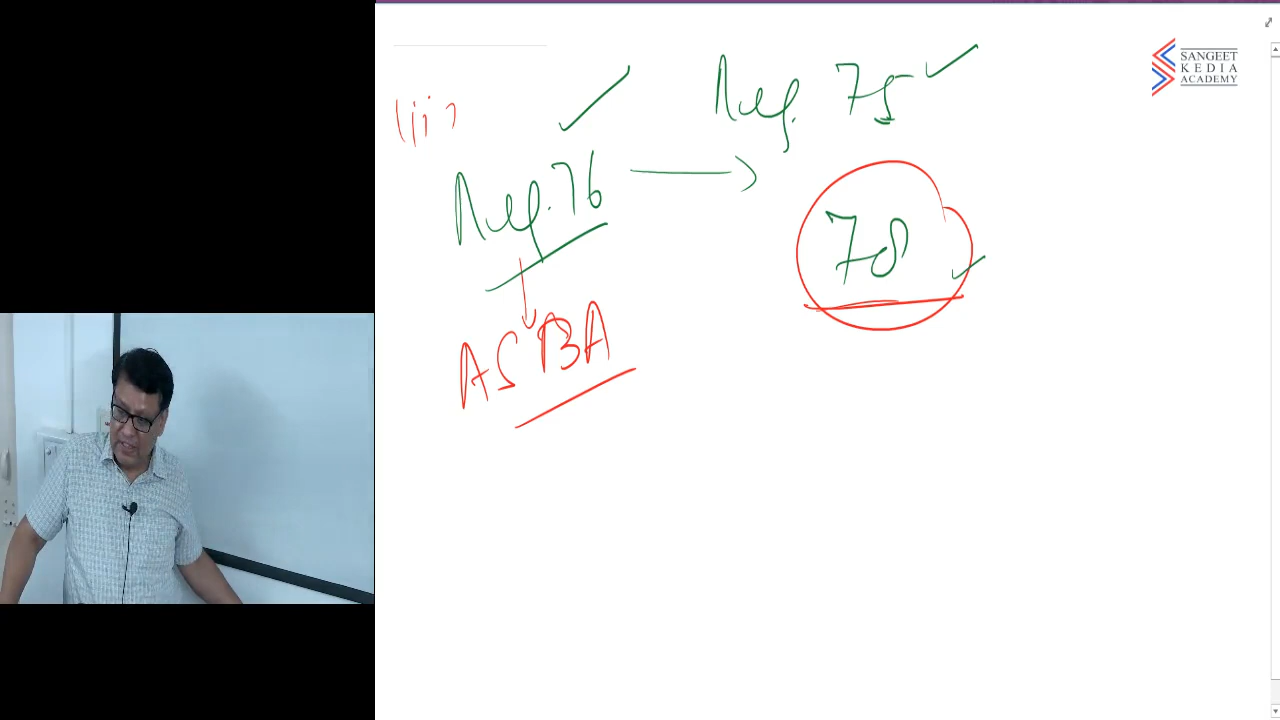 (ii)
Reg. 75
Reg. 76
78
ASBA
SANGEET
KEDIA
ACADEMY